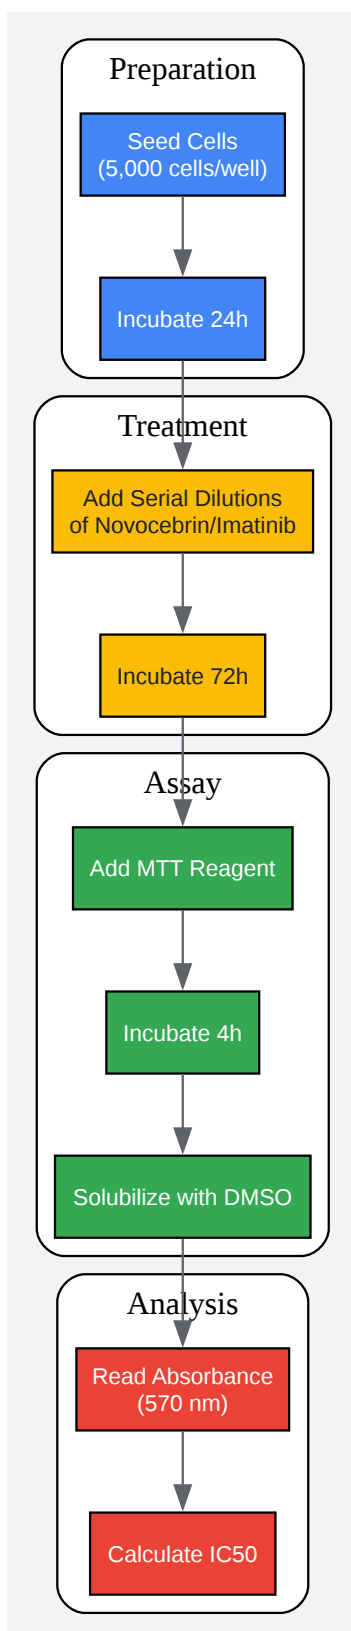 Preparation
Seed Cells
(5,000 cells/well)
Incubate 24h
Treatment
Add Serial Dilutions
of Novocebrin/Imatinib
Incubate 72h
Assay
Add MTT Reagent
Incubate 4h
Solubilize with DMSO
Analysis
Read Absorbance
(570 nm)
Calculate IC50